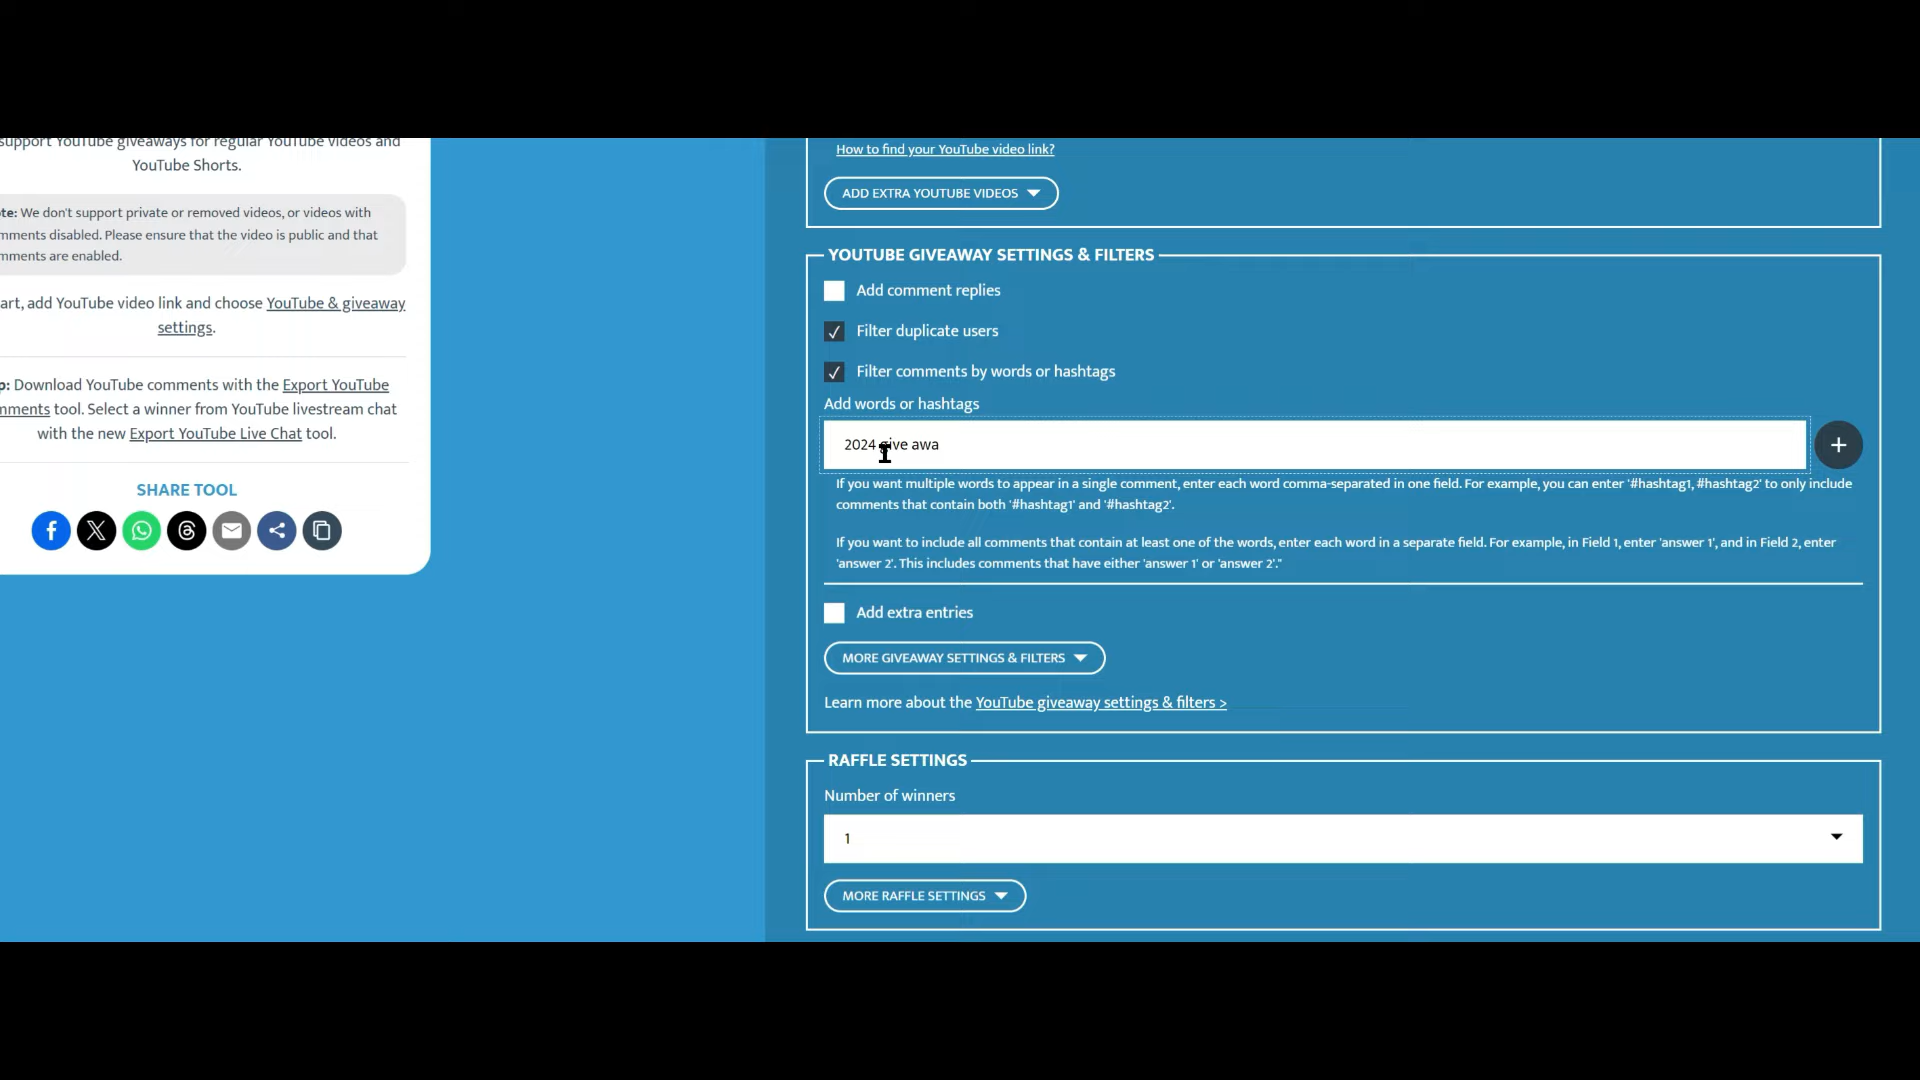 support YouTube giveaways for regular YouTube videos and
YouTube Shorts.
te: We don't support private or removed videos, or videos with
mments disabled. Please ensure that the video is public and that
mments are enabled.
art, add YouTube video link and choose YouTube & giveaway
settings.
p: Download YouTube comments with the Export YouTube
mments tool. Select a winner from YouTube livestream chat
with the new Export YouTube Live Chat tool.
SHARE TOOL
How to find your YouTube video link?
ADD EXTRA YOUTUBE VIDEOS
YOUTUBE GIVEAWAY SETTINGS & FILTERS
Add comment replies
Filter duplicate users
Filter comments by words or hashtags
Add words or hashtags
2024 give awa
If you want multiple words to appear in a single comment, enter each word comma-separated in one field. For example, you can enter '#hashtag1, #hashtag2' to only include
comments that contain both '#hashtag1' and '#hashtag2'.
If you want to include all comments that contain at least one of the words, enter each word in a separate field. For example, in Field 1, enter 'answer 1', and in Field 2, enter
'answer 2'. This includes comments that have either 'answer 1' or 'answer 2'."
Add extra entries
MORE GIVEAWAY SETTINGS & FILTERS
Learn more about the YouTube giveaway settings & filters >
RAFFLE SETTINGS
Number of winners
1
MORE RAFFLE SETTINGS